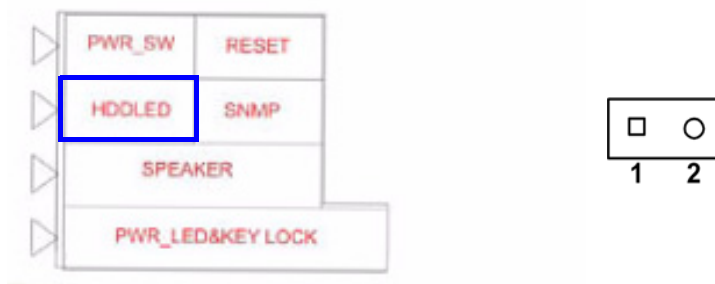 PWR_SW RESET
HDDLED SNMP
SPEAKER
PWR_LED&KEY LOCK
1 2